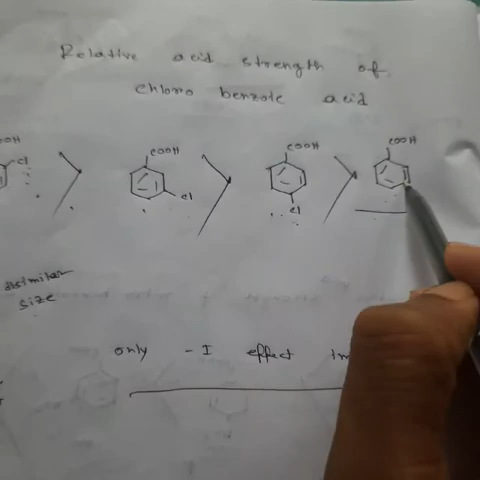 Relative acid strength of
chloro benzoic acid
COOH COOH COOH COOH
Cl > Cl > Cl >
dissimilar
size
only - I effect